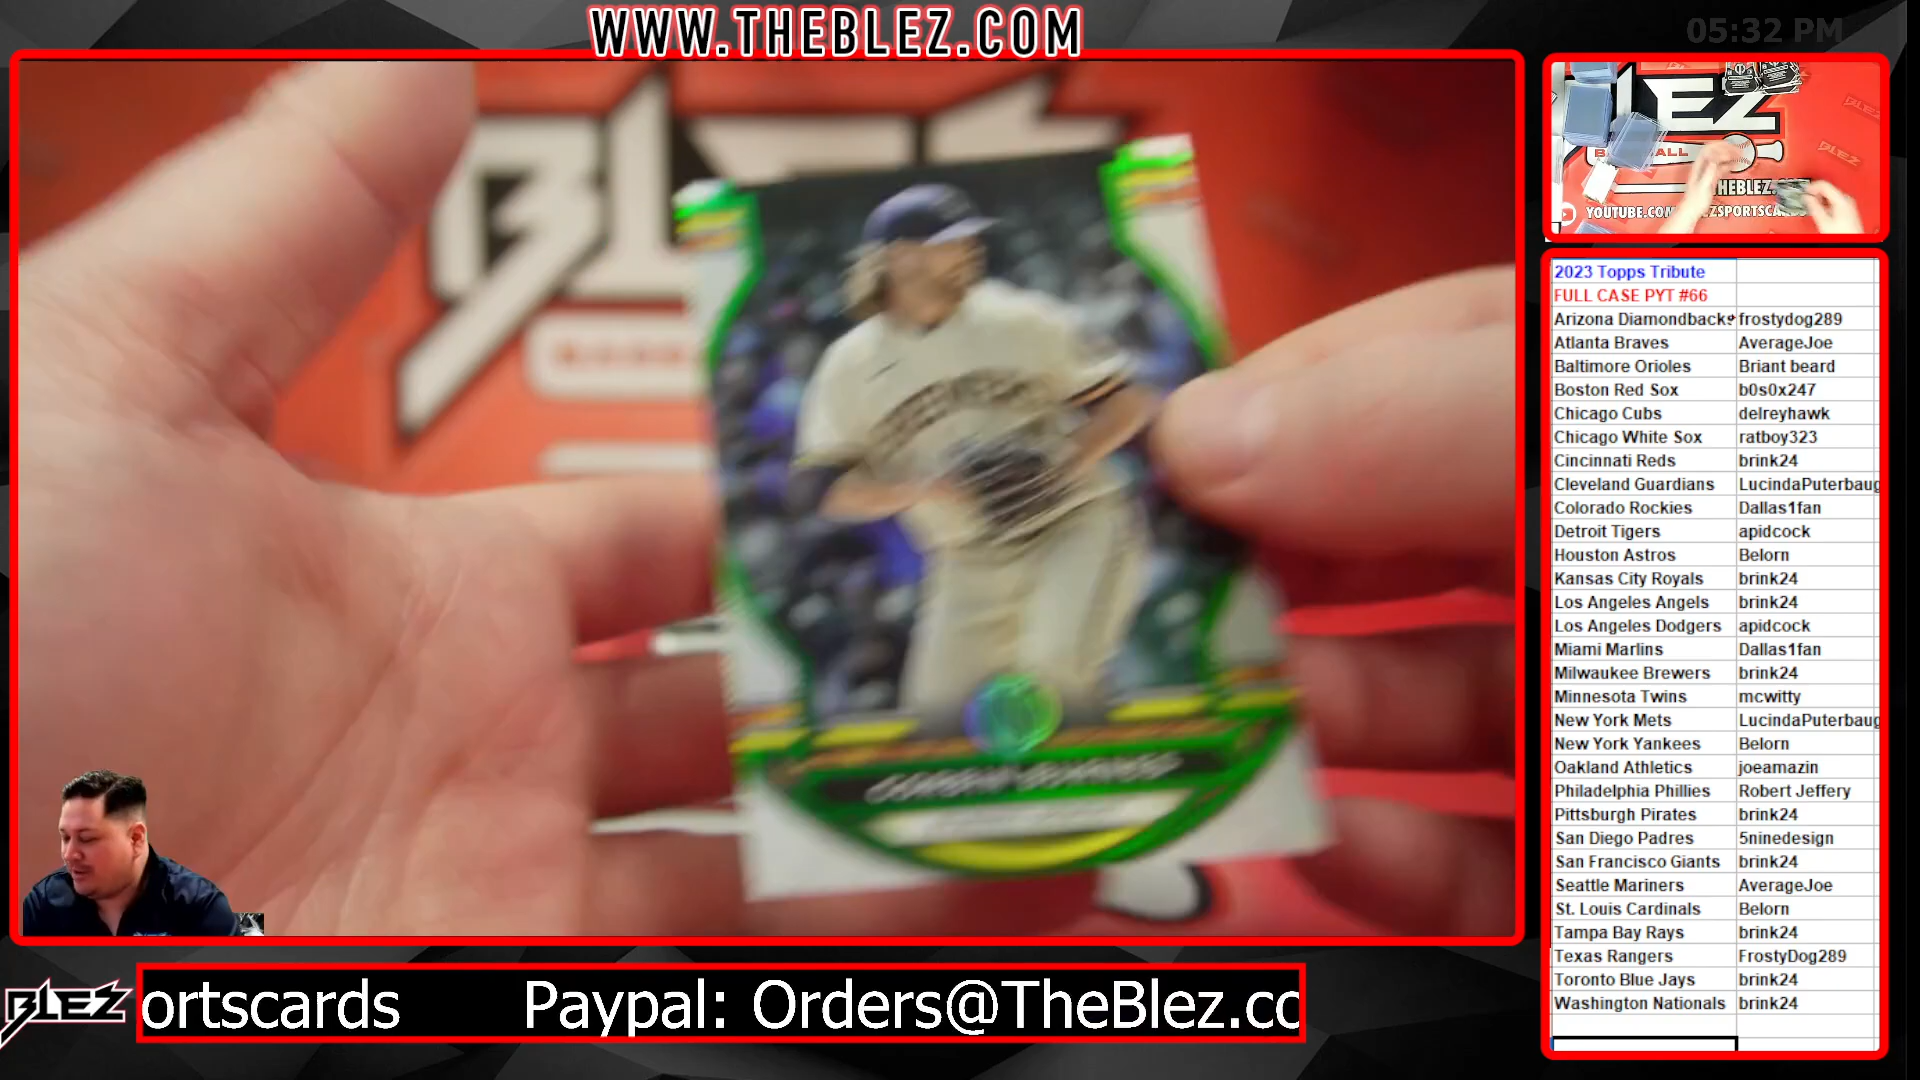 WWW.THEBLEZ.COM
05:32 PM
EZ
THEBLEZ.
2023 Topps Tribute
FULL CASE PYT #66
Arizona Diamondbacks frostydog289
Atlanta Braves AverageJoe
Baltimore Orioles Briant beard
Boston Red Sox b0s0x247
Chicago Cubs delreyhawk
Chicago White Sox ratboy323
Cincinnati Reds brink24
Cleveland Guardians LucindaPuterbaug
Colorado Rockies Dallas1fan
Detroit Tigers apidcock
Houston Astros Belorn
Kansas City Royals brink24
Los Angeles Angels brink24
Los Angeles Dodgers apidcock
Miami Marlins Dallas1fan
Milwaukee Brewers brink24
Minnesota Twins mcwitty
New York Mets LucindaPuterbaug
New York Yankees Belorn
Oakland Athletics joeamazin
Philadelphia Phillies Robert Jeffery
Pittsburgh Pirates brink24
San Diego Padres 5ninedesign
San Francisco Giants brink24
Seattle Mariners AverageJoe
St. Louis Cardinals Belorn
Tampa Bay Rays brink24
Texas Rangers FrostyDog289
Toronto Blue Jays brink24
Washington Nationals brink24
BLEZ
ortscards Paypal: Orders@TheBlez.co